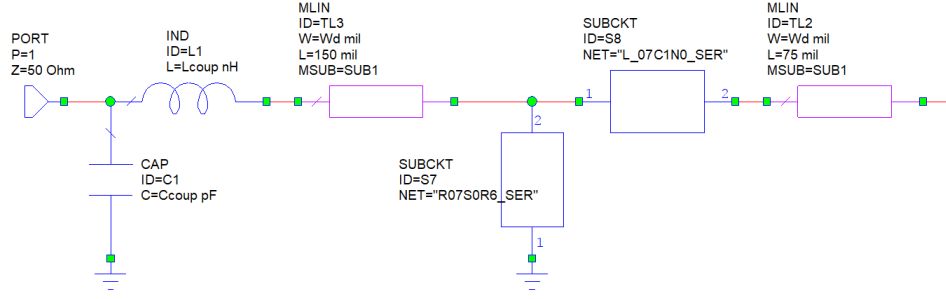 PORT
P=1
Z=50 Ohm
IND
ID=L1
L=Lcoup nH
MLIN
ID=TL3
W=Wd mil
L=150 mil
MSUB=SUB1
SUBCKT
ID=S8
NET="L_07C1N0_SER"
MLIN
ID=TL2
W=Wd mil
L=75 mil
MSUB=SUB1
1
2
CAP
ID=C1
C=Ccoup pF
SUBCKT
ID=S7
NET="R07S0R6_SER"
2
1